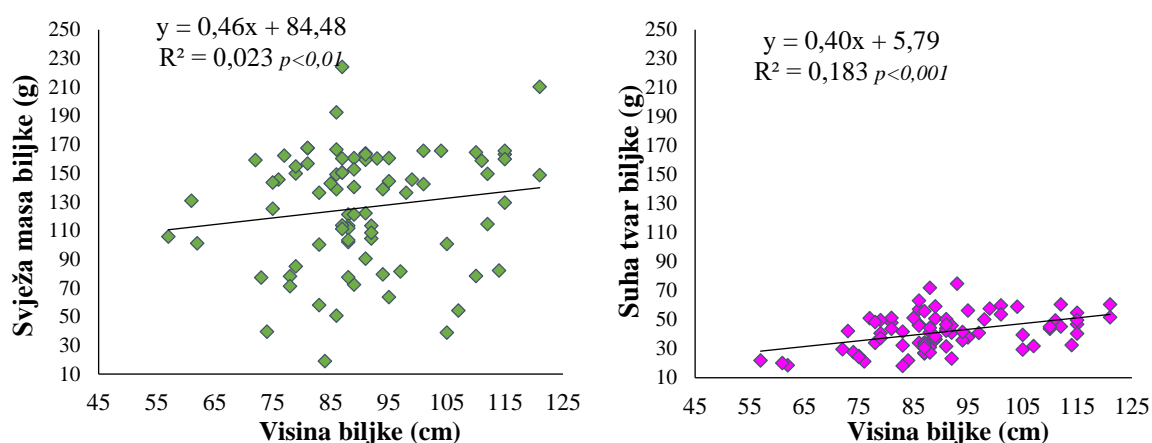 y = 0,46x + 84,48
R² = 0,023 p<0,01
Svježa masa biljke (g)
250
230
210
190
170
150
130
110
90
70
50
30
10
45 55 65 75 85 95 105 115 125
Visina biljke (cm)
y = 0,40x + 5,79
R² = 0,183 p<0,001
Suha tvar biljke (g)
250
230
210
190
170
150
130
110
90
70
50
30
10
45 55 65 75 85 95 105 115 125
Visina biljke (cm)